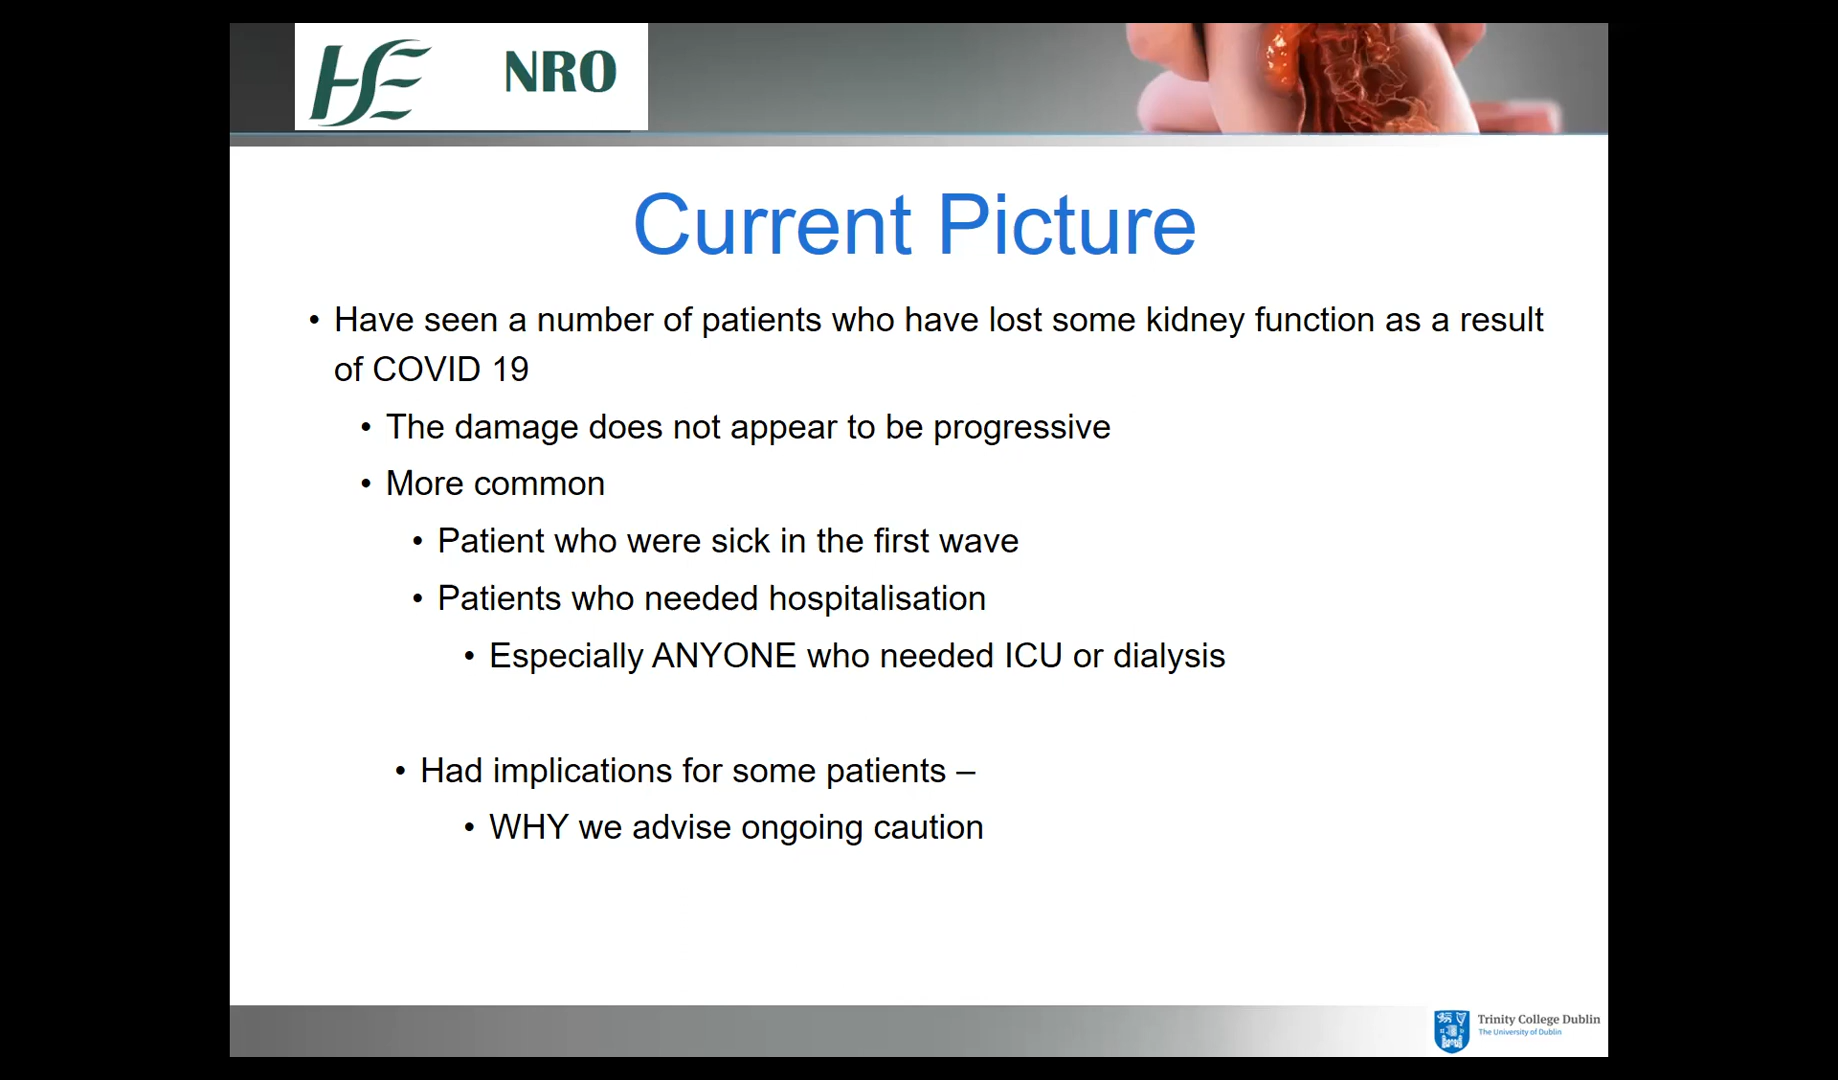 HSE NRO
Current Picture
• Have seen a number of patients who have lost some kidney function as a result
of COVID 19
• The damage does not appear to be progressive
• More common
• Patient who were sick in the first wave
• Patients who needed hospitalisation
• Especially ANYONE who needed ICU or dialysis
• Had implications for some patients –
• WHY we advise ongoing caution
Trinity College Dublin
The University of Dublin